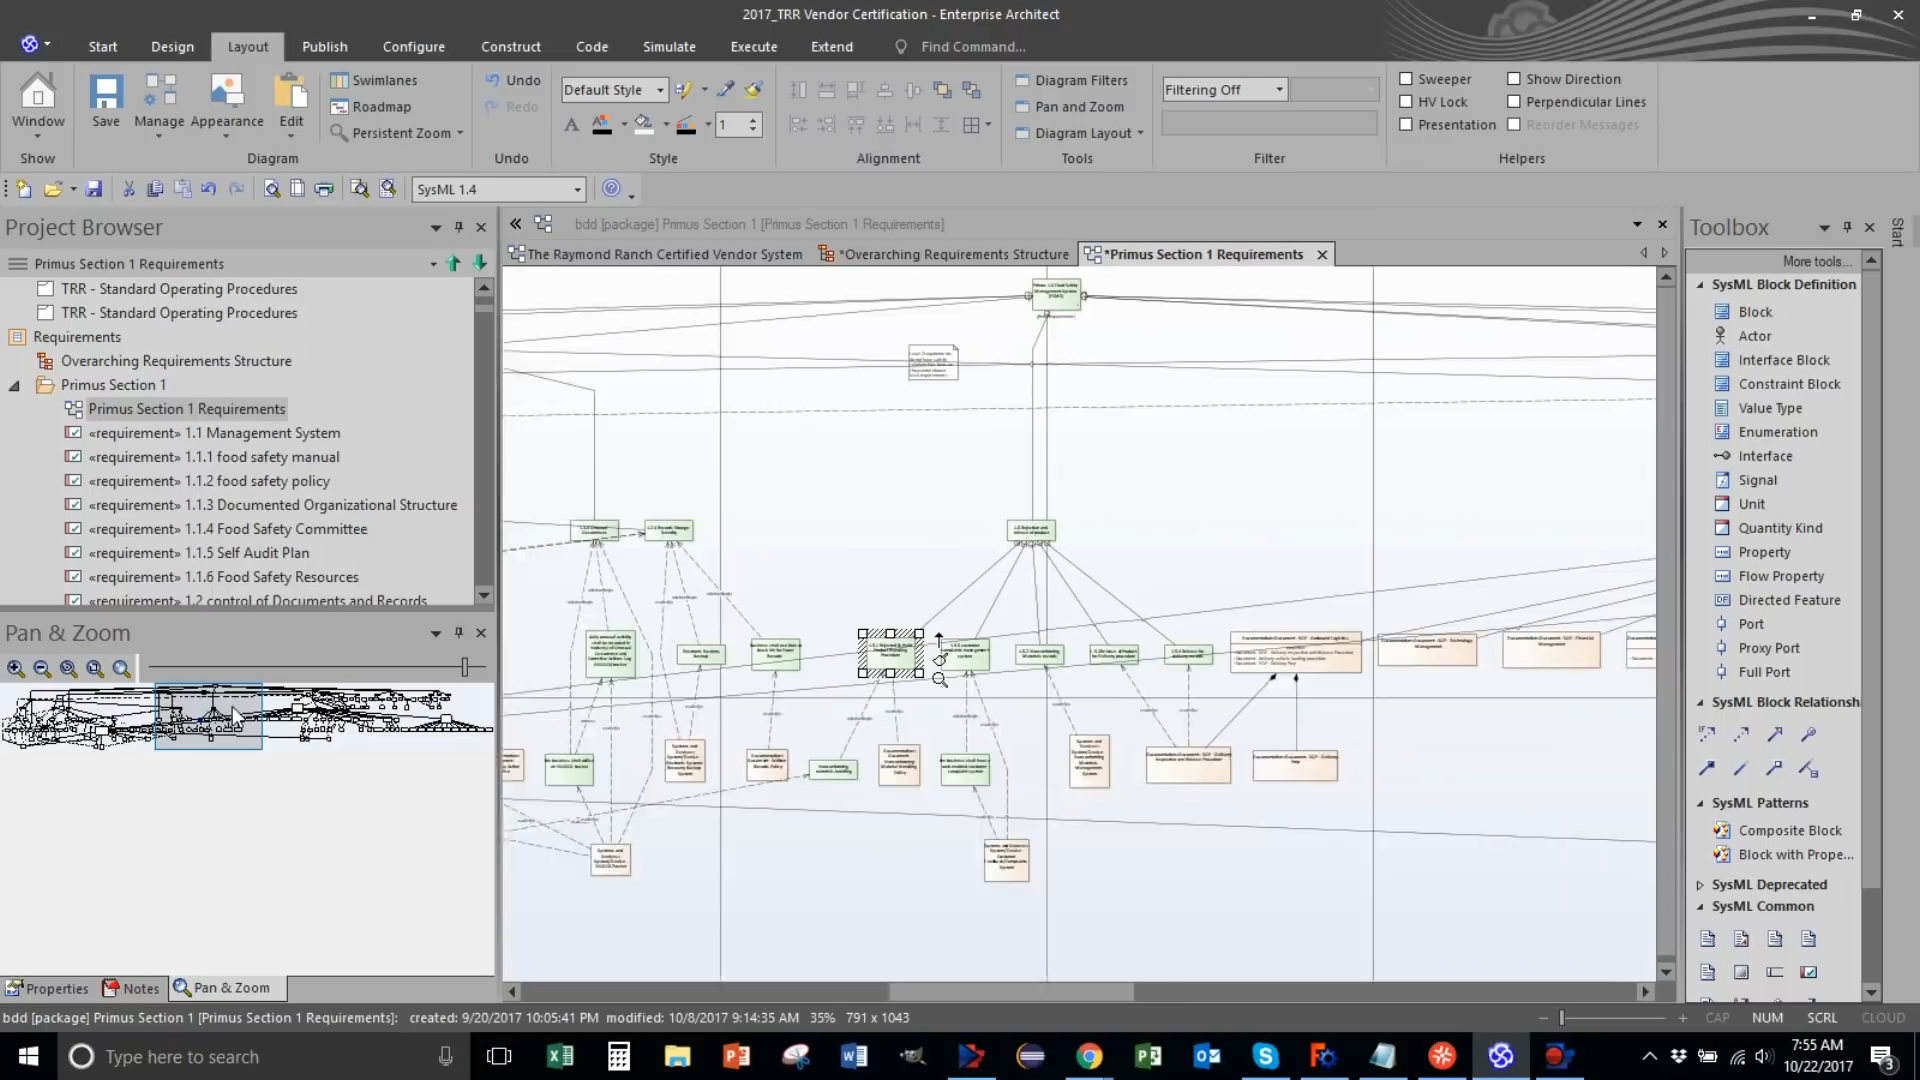 2017_TRR Vendor Certification - Enterprise Architect
Start
Design
Layout
Publish
Configure
Construct
Code
Simulate
Execute
Extend
Find Command...
Window
Save
Manage
Appearance
Edit
Swimlanes
Roadmap
Persistent Zoom
Undo
Redo
Default Style
1
Diagram Filters
Pan and Zoom
Diagram Layout
Filtering Off
Sweeper
HV Lock
Presentation
Show Direction
Perpendicular Lines
Reorder Messages
Show
Diagram
Undo
Style
Alignment
Tools
Filter
Helpers
SysML 1.4
Project Browser
Primus Section 1 Requirements
TRR - Standard Operating Procedures
TRR - Standard Operating Procedures
Requirements
Overarching Requirements Structure
Primus Section 1
Primus Section 1 Requirements
«requirement» 1.1 Management System
«requirement» 1.1.1 food safety manual
«requirement» 1.1.2 food safety policy
«requirement» 1.1.3 Documented Organizational Structure
«requirement» 1.1.4 Food Safety Committee
«requirement» 1.1.5 Self Audit Plan
«requirement» 1.1.6 Food Safety Resources
«requirement» 1.2 control of Documents and Records
Pan & Zoom
Properties
Notes
Pan & Zoom
bdd [package] Primus Section 1 [Primus Section 1 Requirements]
The Raymond Ranch Certified Vendor System
*Overarching Requirements Structure
*Primus Section 1 Requirements
Toolbox
Start
More tools...
SysML Block Definition
Block
Actor
Interface Block
Constraint Block
Value Type
Enumeration
Interface
Signal
Unit
Quantity Kind
Property
Flow Property
Directed Feature
Port
Proxy Port
Full Port
SysML Block Relationsh
SysML Patterns
Composite Block
Block with Prope...
SysML Deprecated
SysML Common
bdd [package] Primus Section 1 [Primus Section 1 Requirements]: created: 9/20/2017 10:05:41 PM modified: 10/8/2017 9:14:35 AM 35% 791 x 1043
CAP
NUM
SCRL
CLOUD
Type here to search
7:55 AM
10/22/2017
3